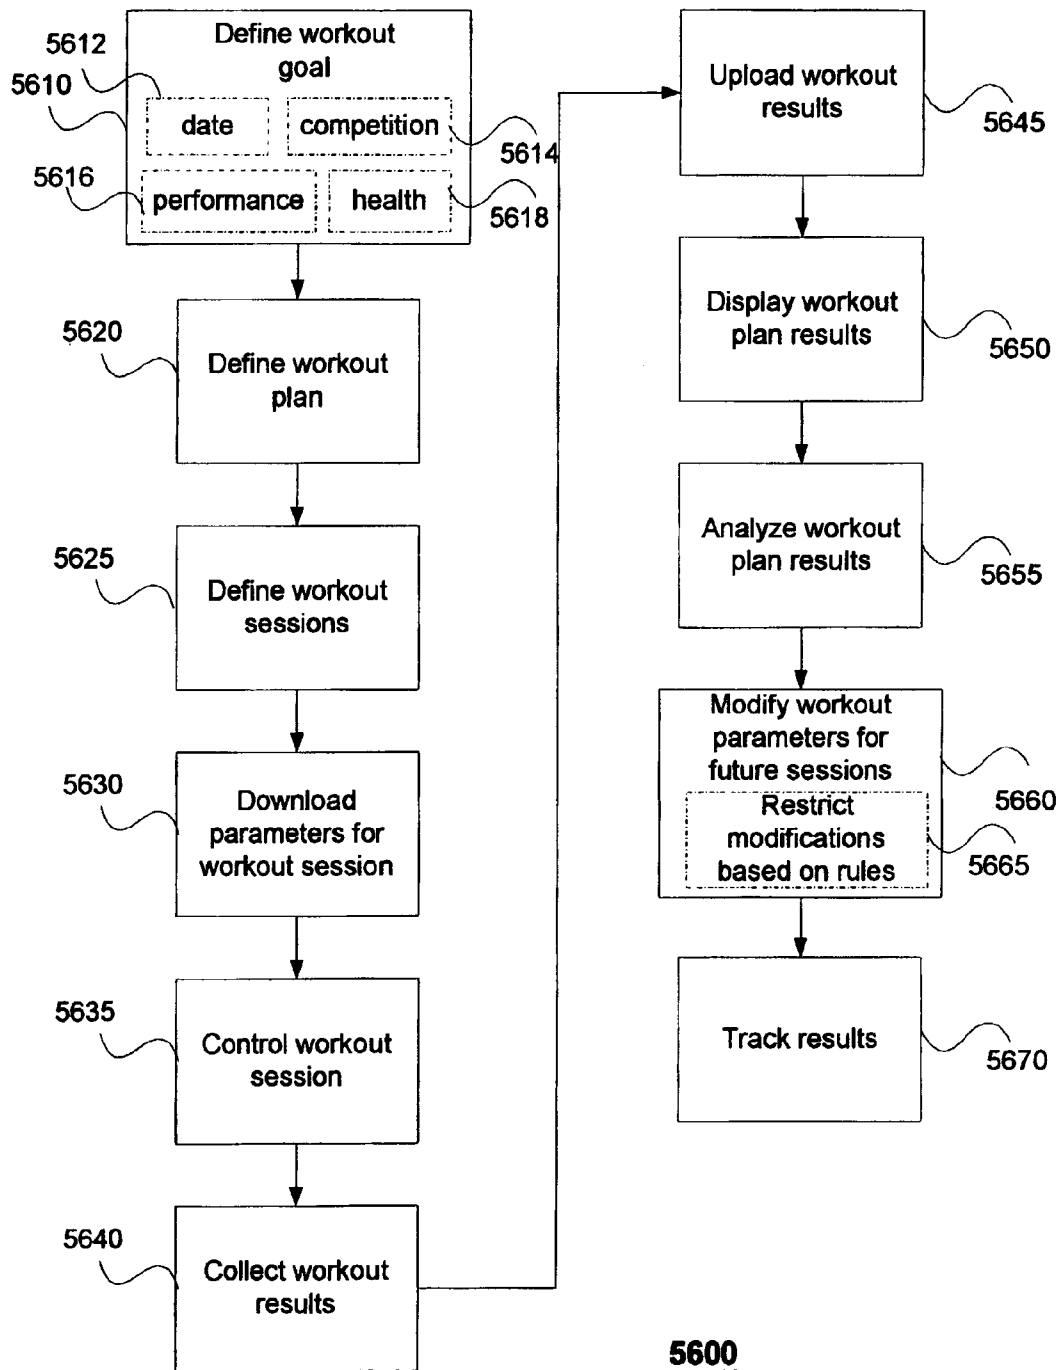 Define workout
goal
5612
5610
date
competition
5614
5616
performance
health
5618
5620
Define workout
plan
5625
Define workout
sessions
5630
Download
parameters for
workout session
5635
Control workout
session
5640
Collect workout
results
Upload workout
results
5645
Display workout
plan results
5650
Analyze workout
plan results
5655
Modify workout
parameters for
future sessions
5660
Restrict
modifications
based on rules
5665
Track results
5670
5600